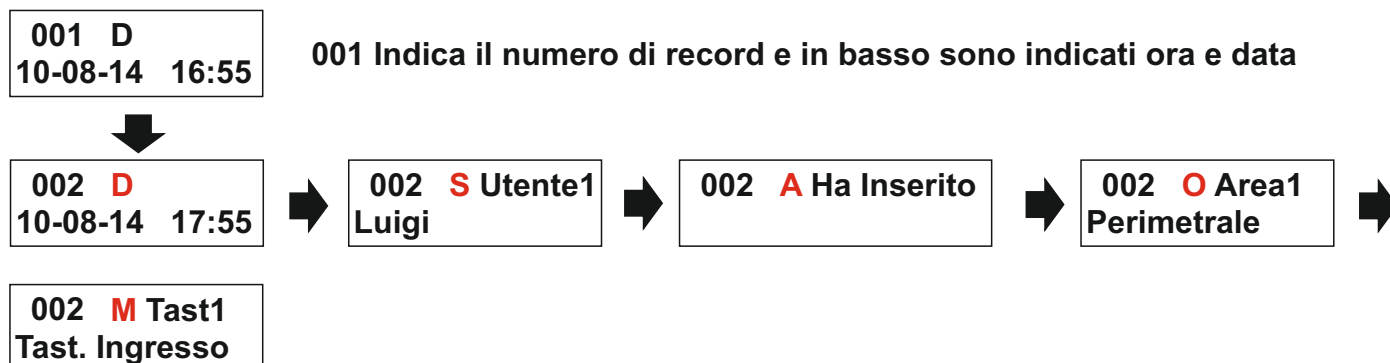 001 D
10-08-14 16:55
001 Indica il numero di record e in basso sono indicati ora e data
002 D
10-08-14 17:55
002 S Utente1
Luigi
002 A Ha Inserito
002 O Area1
Perimetrale
002 M Tast1
Tast. Ingresso